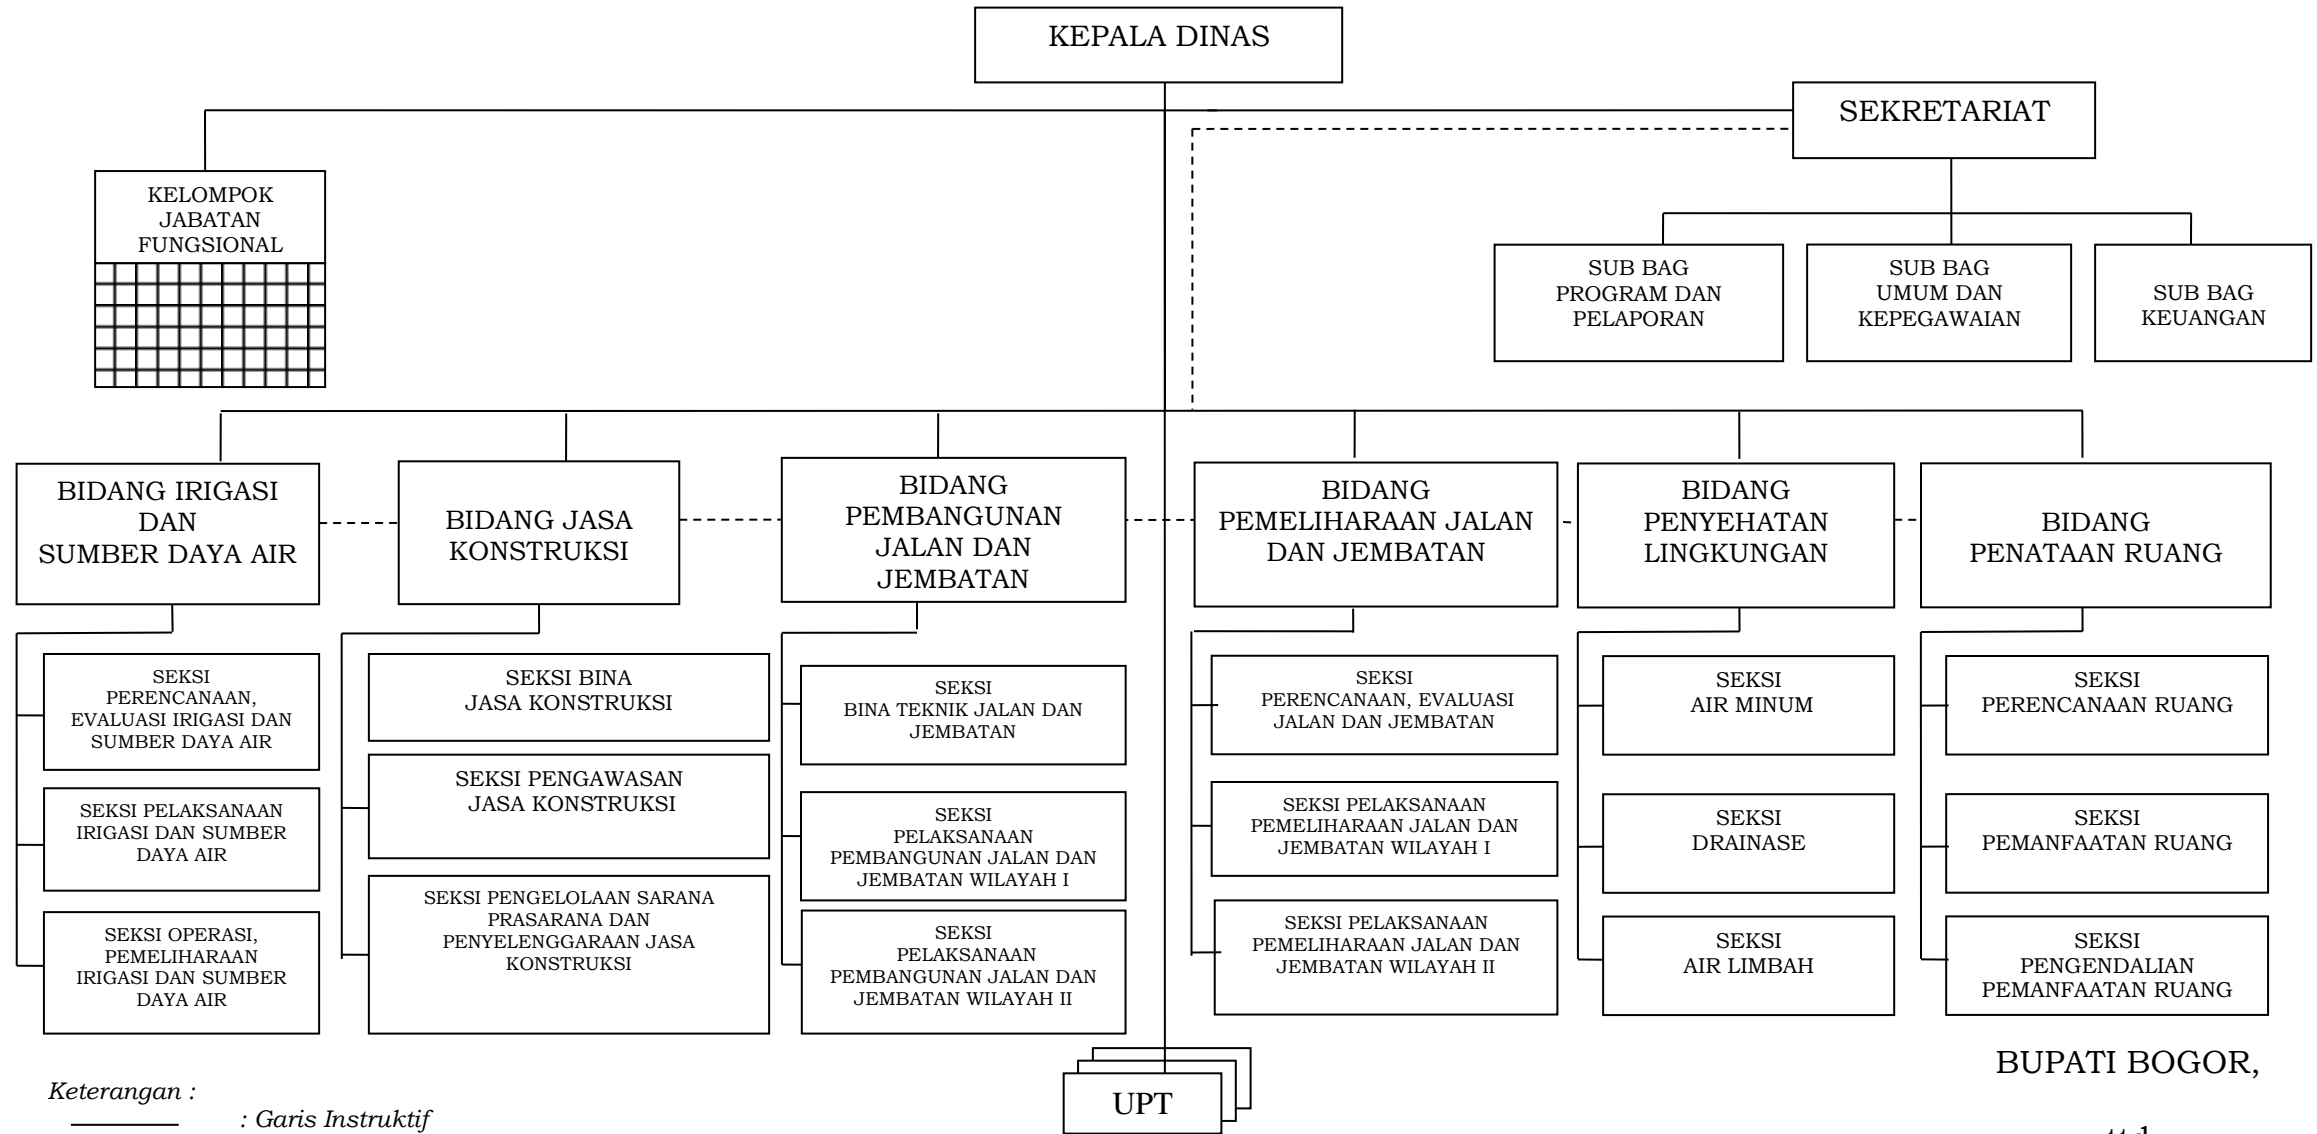 KEPALA DINAS
SEKRETARIAT
KELOMPOK
JABATAN
FUNGSIONAL
SUB BAG
PROGRAM DAN
PELAPORAN
SUB BAG
UMUM DAN
KEPEGAWAIAN
SUB BAG
KEUANGAN
BIDANG IRIGASI
DAN
SUMBER DAYA AIR
BIDANG JASA
KONSTRUKSI
BIDANG
PEMBANGUNAN
JALAN DAN
JEMBATAN
BIDANG
PEMELIHARAAN JALAN
DAN JEMBATAN
BIDANG
PENYEHATAN
LINGKUNGAN
BIDANG
PENATAAN RUANG
SEKSI
PERENCANAAN,
EVALUASI IRIGASI DAN
SUMBER DAYA AIR
SEKSI PELAKSANAAN
IRIGASI DAN SUMBER
DAYA AIR
SEKSI OPERASI,
PEMELIHARAAN
IRIGASI DAN SUMBER
DAYA AIR
SEKSI BINA
JASA KONSTRUKSI
SEKSI PENGAWASAN
JASA KONSTRUKSI
SEKSI PENGELOLAAN SARANA
PRASARANA DAN
PENYELENGGARAAN JASA
KONSTRUKSI
SEKSI
BINA TEKNIK JALAN DAN
JEMBATAN
SEKSI
PELAKSANAAN
PEMBANGUNAN JALAN DAN
JEMBATAN WILAYAH I
SEKSI
PELAKSANAAN
PEMBANGUNAN JALAN DAN
JEMBATAN WILAYAH II
SEKSI
PERENCANAAN, EVALUASI
JALAN DAN JEMBATAN
SEKSI PELAKSANAAN
PEMELIHARAAN JALAN DAN
JEMBATAN WILAYAH I
SEKSI PELAKSANAAN
PEMELIHARAAN JALAN DAN
JEMBATAN WILAYAH II
SEKSI
AIR MINUM
SEKSI
DRAINASE
SEKSI
AIR LIMBAH
SEKSI
PERENCANAAN RUANG
SEKSI
PEMANFAATAN RUANG
SEKSI
PENGENDALIAN
PEMANFAATAN RUANG
UPT
Keterangan :
: Garis Instruktif
BUPATI BOGOR,